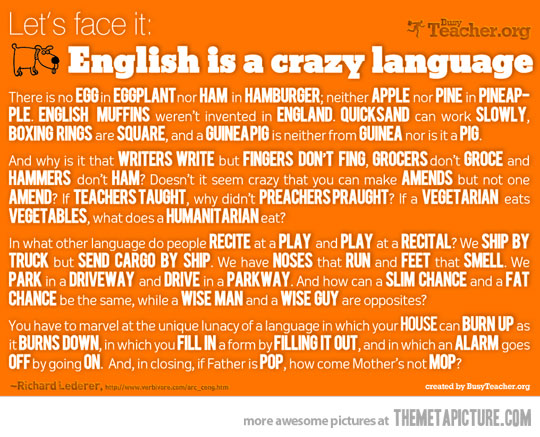 Let's face it:
Busy
Teacher.org
English is a crazy language
There is no EGG in EGGPLANT nor HAM in HAMBURGER; neither APPLE nor PINE in PINEAP-
PLE. ENGLISH MUFFINS weren't invented in ENGLAND. QUICKSAND can work SLOWLY,
BOXING RINGS are SQUARE, and a GUINEA PIG is neither from GUINEA nor is it a PIG.
And why is it that WRITERS WRITE but FINGERS DON'T FING, GROCERS don't GROCE and
HAMMERS don't HAM? Doesn't it seem crazy that you can make AMENDS but not one
AMEND? If TEACHERS TAUGHT, why didn't PREACHERS PRAUGHT? If a VEGETARIAN eats
VEGETABLES, what does a HUMANITARIAN eat?
In what other language do people RECITE at a PLAY and PLAY at a RECITAL? We SHIP BY
TRUCK but SEND CARGO BY SHIP. We have NOSES that RUN and FEET that SMELL. We
PARK in a DRIVEWAY and DRIVE in a PARKWAY. And how can a SLIM CHANCE and a FAT
CHANCE be the same, while a WISE MAN and a WISE GUY are opposites?
You have to marvel at the unique lunacy of a language in which your HOUSE can BURN UP as
it BURNS DOWN, in which you FILL IN a form by FILLING IT OUT, and in which an ALARM goes
OFF by going ON. And, in closing, if Father is POP, how come Mother's not MOP?
~Richard Lederer, http://www.verbivore.com/arc_ceng.htm
created by BusyTeacher.org
more awesome pictures at THEMETAPICTURE.COM